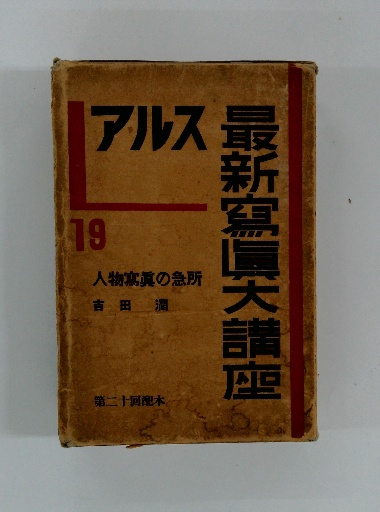 アルス
最新寫眞大講座
19
人物寫眞の急所
吉田潤
第二十回配本